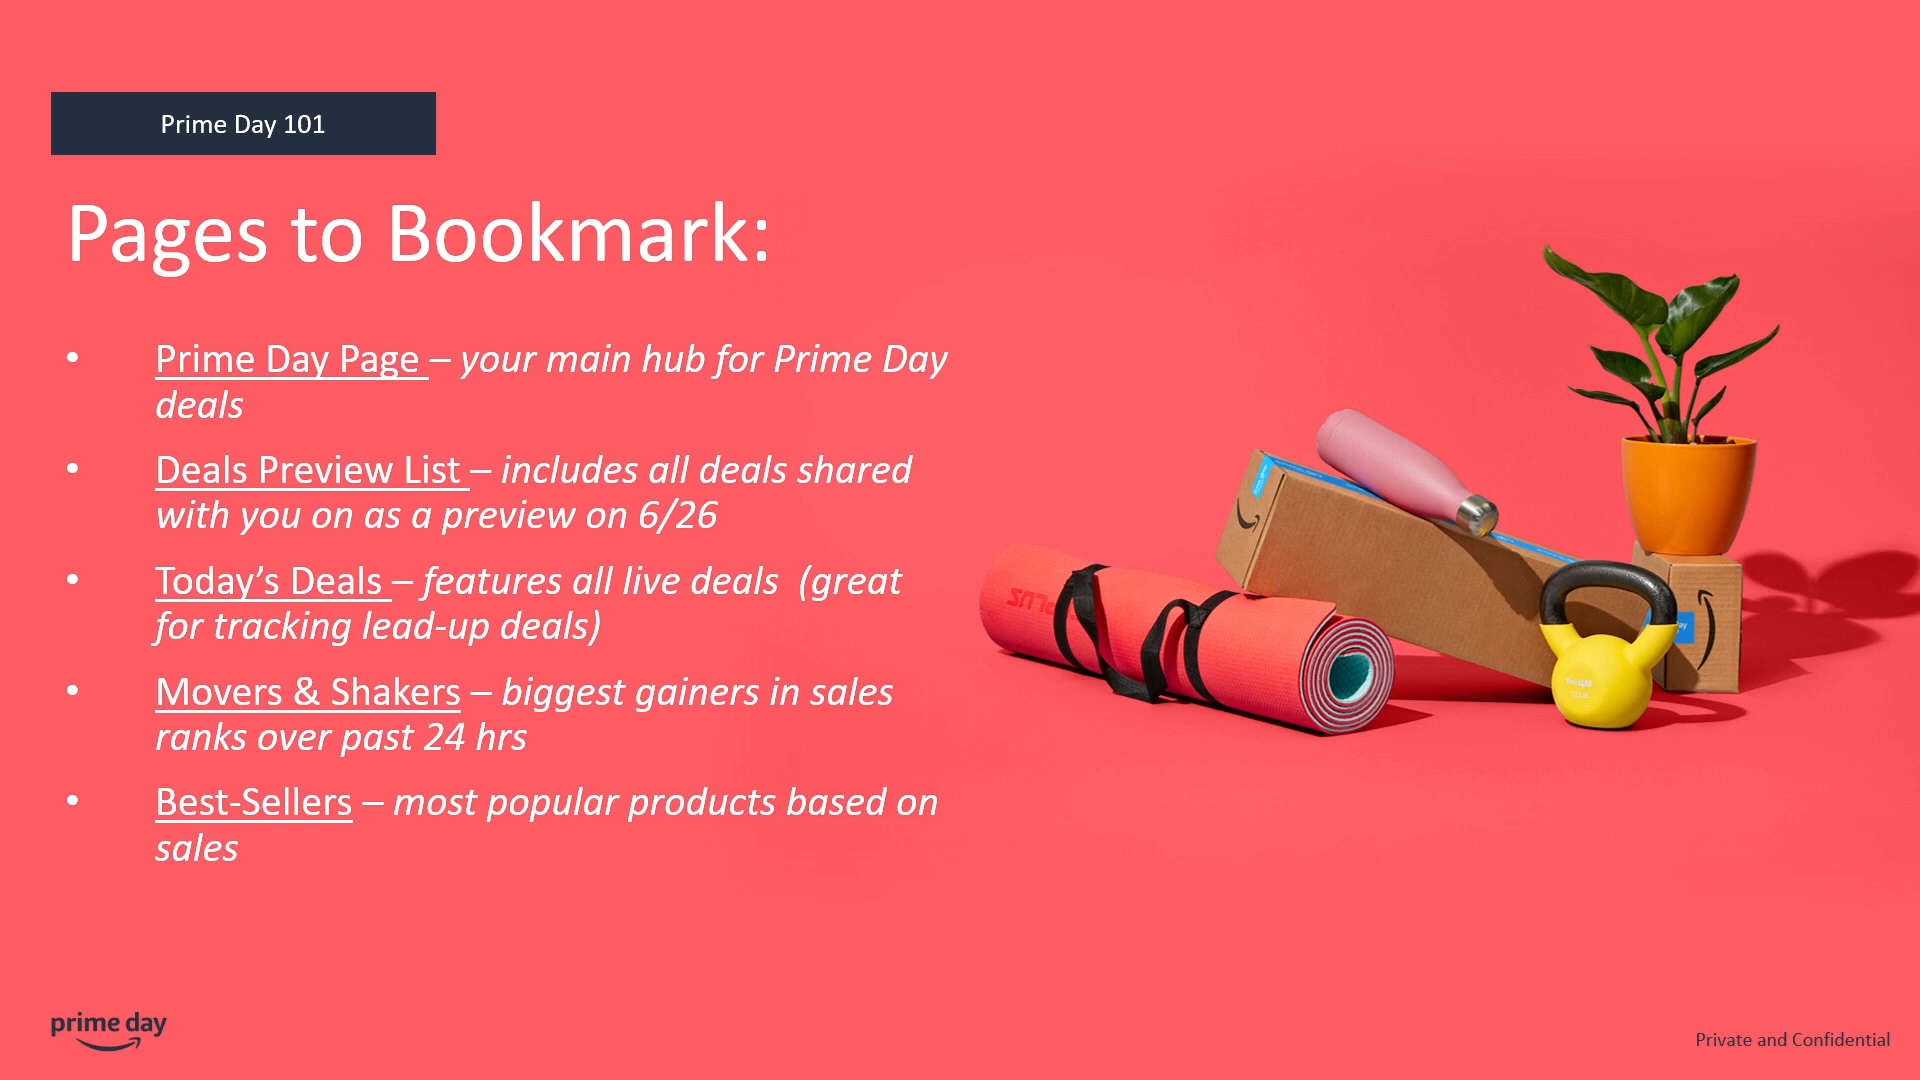 Prime Day 101
Pages to Bookmark:
• Prime Day Page – your main hub for Prime Day
deals
• Deals Preview List – includes all deals shared
with you on as a preview on 6/26
• Today’s Deals – features all live deals  (great
for tracking lead-up deals)
• Movers & Shakers – biggest gainers in sales
ranks over past 24 hrs
• Best-Sellers – most popular products based on
sales
prime day
Private and Confidential